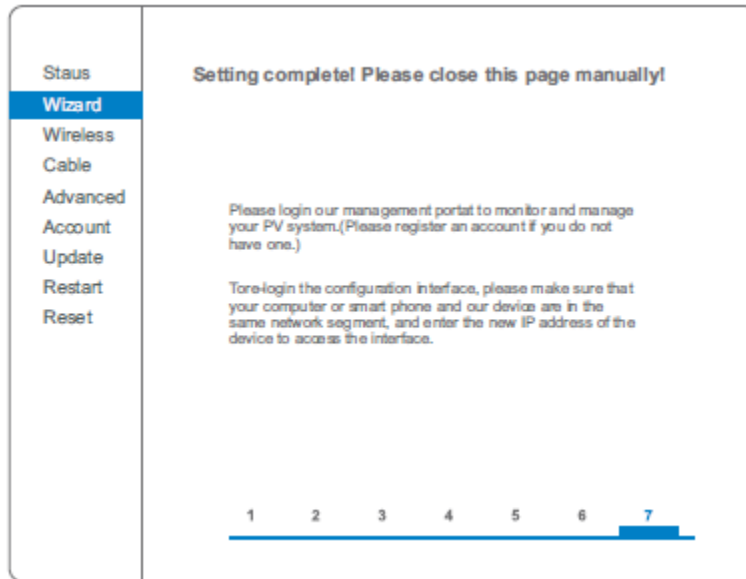 Staus
Wizard
Wireless
Cable
Advanced
Account
Update
Restart
Reset
Setting complete! Please close this page manually!
Please login our management portat to monitor and manage
your PV system.(Please register an account if you do not
have one.)
Tore-login the configuration interface, please make sure that
your computer or smart phone and our device are in the
same network segment, and enter the new IP address of the
device to access the interface.
1 2 3 4 5 6 7